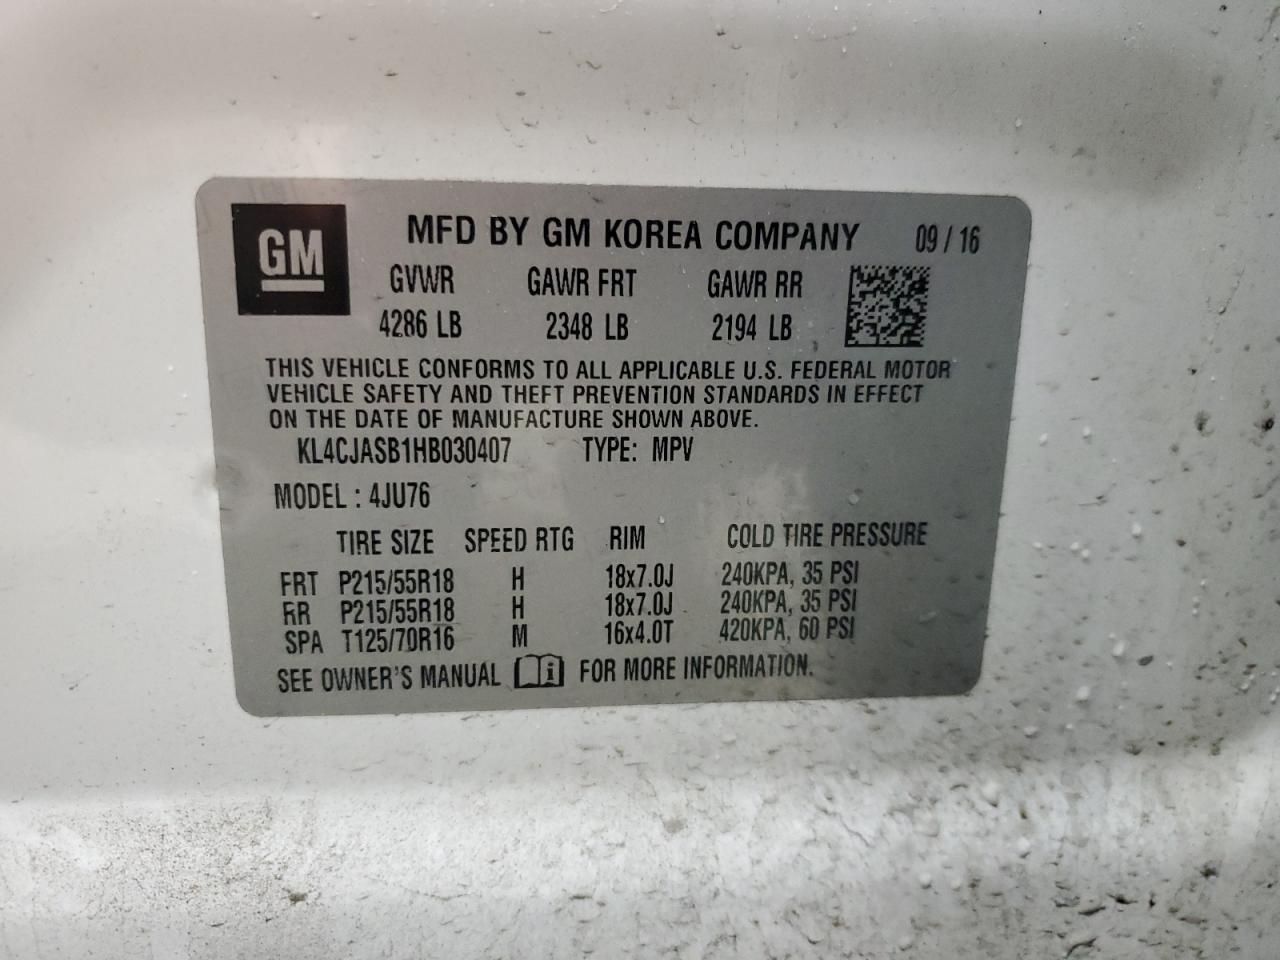 GM
MFD BY GM KOREA COMPANY 09 / 16
GVWR GAWR FRT GAWR RR
4286 LB 2348 LB 2194 LB
THIS VEHICLE CONFORMS TO ALL APPLICABLE U.S. FEDERAL MOTOR
VEHICLE SAFETY AND THEFT PREVENTION STANDARDS IN EFFECT
ON THE DATE OF MANUFACTURE SHOWN ABOVE.
KL4CJASB1HB030407 TYPE: MPV
MODEL : 4JU76
TIRE SIZE SPEED RTG RIM COLD TIRE PRESSURE
FRT P215/55R18 H 18x7.0J 240KPA, 35 PSI
RR P215/55R18 H 18x7.0J 240KPA, 35 PSI
SPA T125/70R16 M 16x4.0T 420KPA, 60 PSI
SEE OWNER'S MANUAL i FOR MORE INFORMATION.